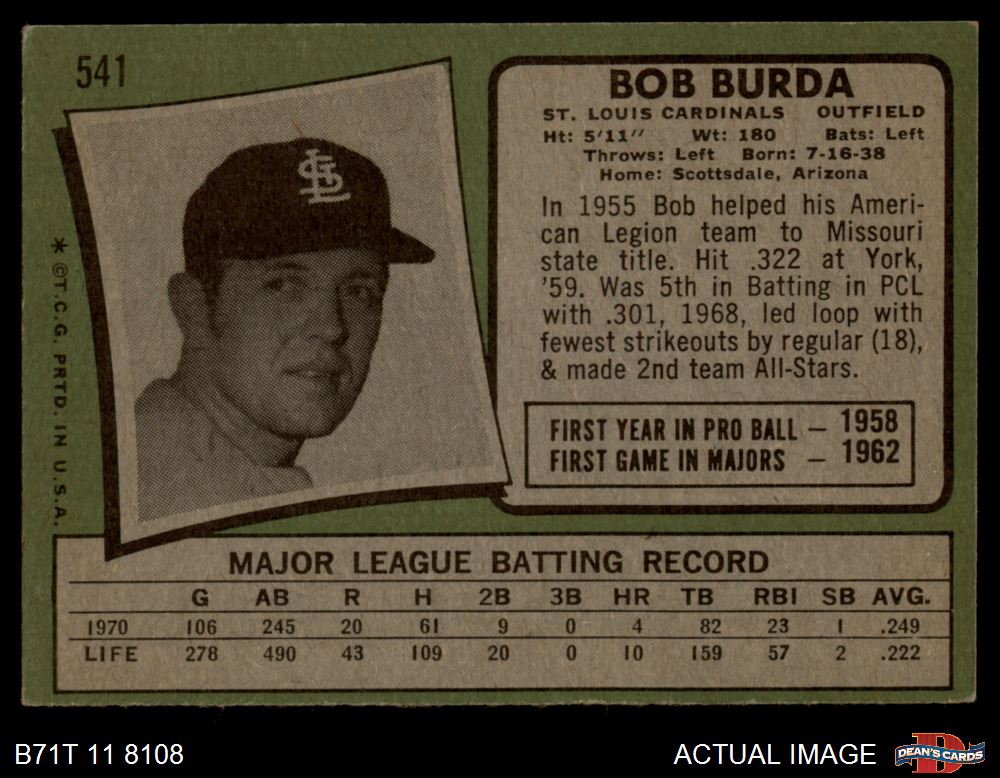 541
BOB BURDA
ST. LOUIS CARDINALS OUTFIELD
Ht: 5'11" Wt: 180 Bats: Left
Throws: Left Born: 7-16-38
Home: Scottsdale, Arizona
In 1955 Bob helped his Ameri-
can Legion team to Missouri
state title. Hit .322 at York,
'59. Was 5th in Batting in PCL
with .301, 1968, led loop with
fewest strikeouts by regular (18),
& made 2nd team All-Stars.
FIRST YEAR IN PRO BALL — 1958
FIRST GAME IN MAJORS — 1962
* ©T.C.G. PRTD. IN U.S.A.
StL
MAJOR LEAGUE BATTING RECORD
G AB R H 2B 3B HR TB RBI SB AVG.
1970 106 245 20 61 9 0 4 82 23 1 .249
LIFE 278 490 43 109 20 0 10 159 57 2 .222
B71T 11 8108
ACTUAL IMAGE
D
DEAN'S CARDS